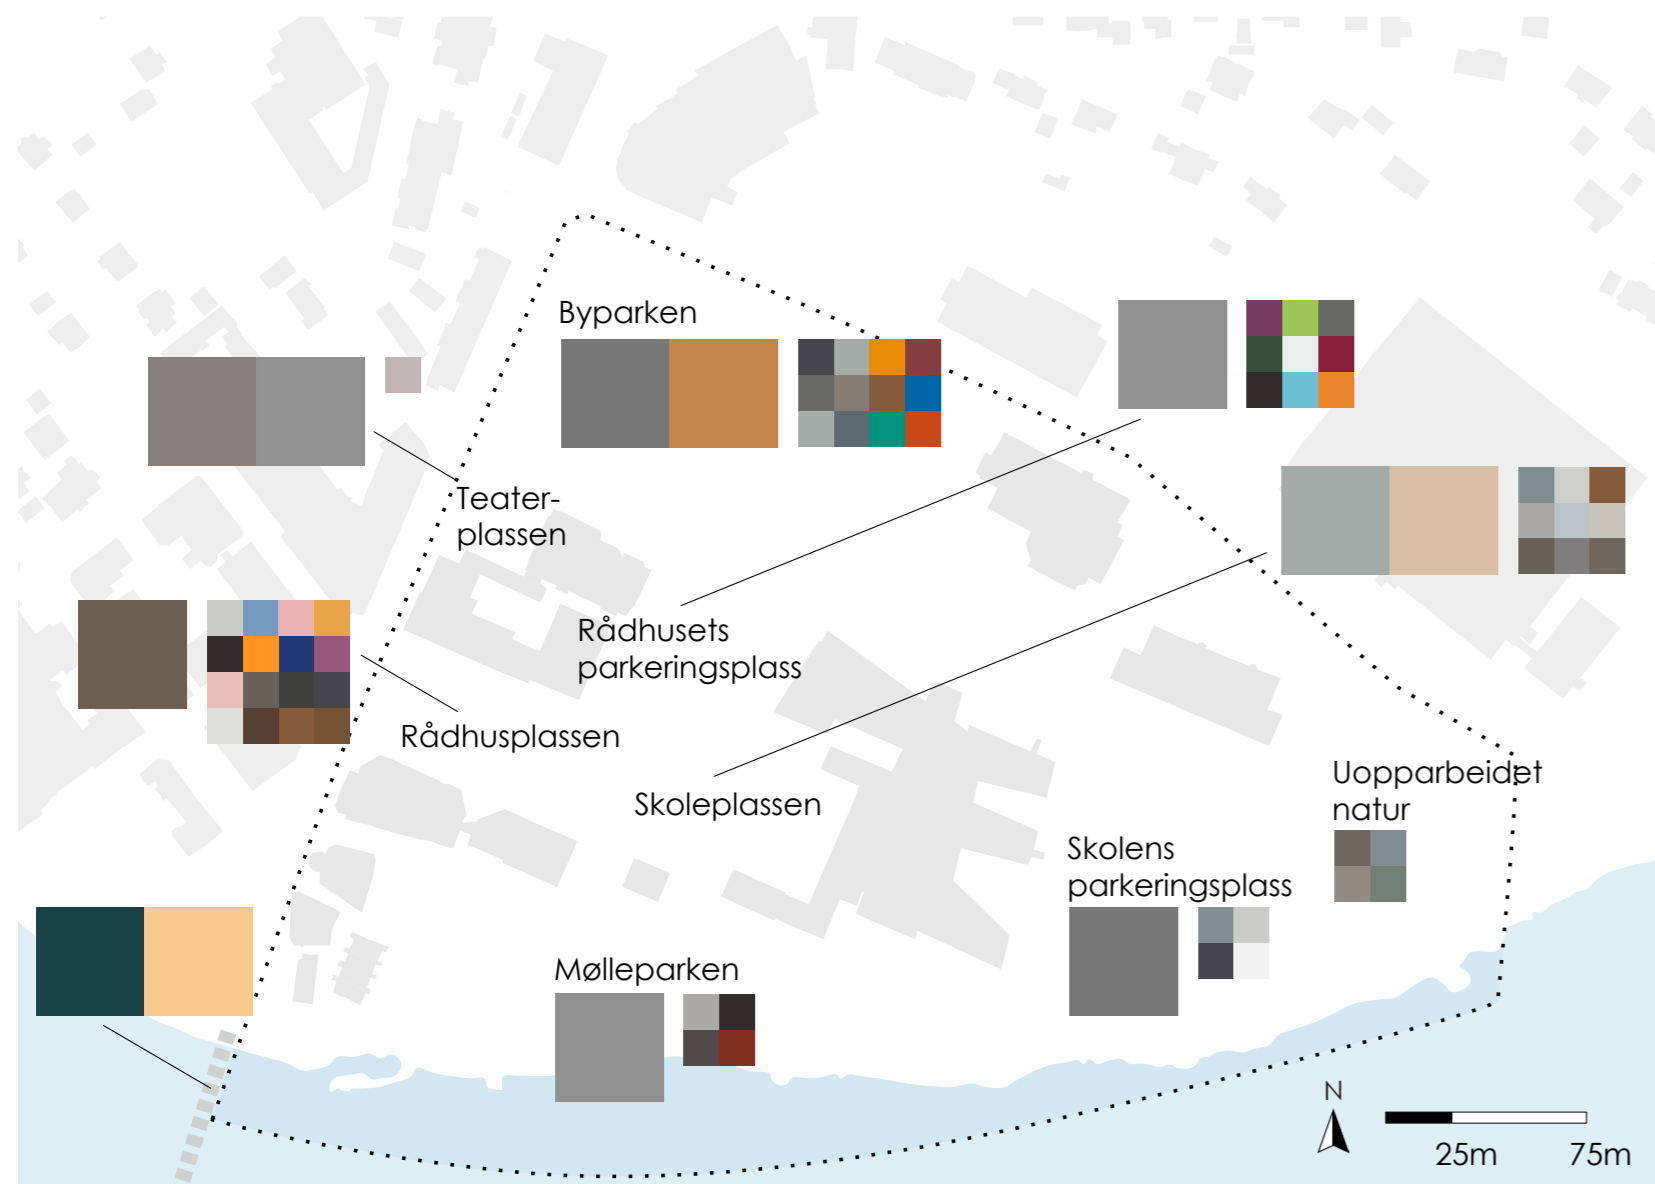 Byparken
Teater-
plassen
Rådhusets
parkeringsplass
Rådhusplassen
Skoleplassen
Uopparbeidet
natur
Skolens
parkeringsplass
Mølleparken
N
25m 75m